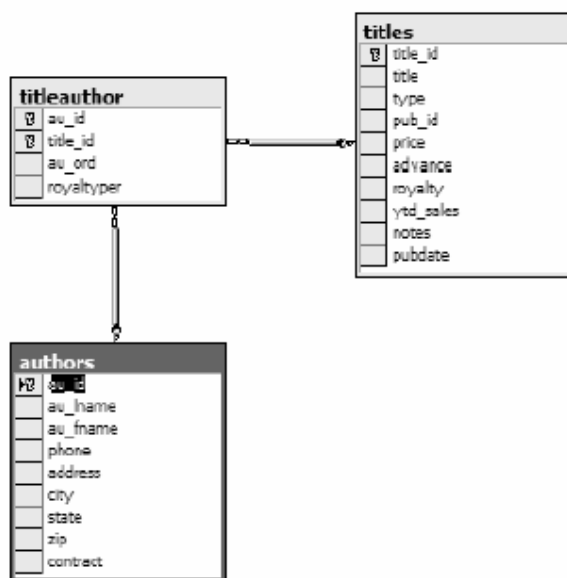 titles
title_id
title
type
pub_id
price
advance
royalty
ytd_sales
notes
pubdate
titleauthor
au_id
title_id
au_ord
royaltyper
authors
au_id
au_lname
au_fname
phone
address
city
state
zip
contract